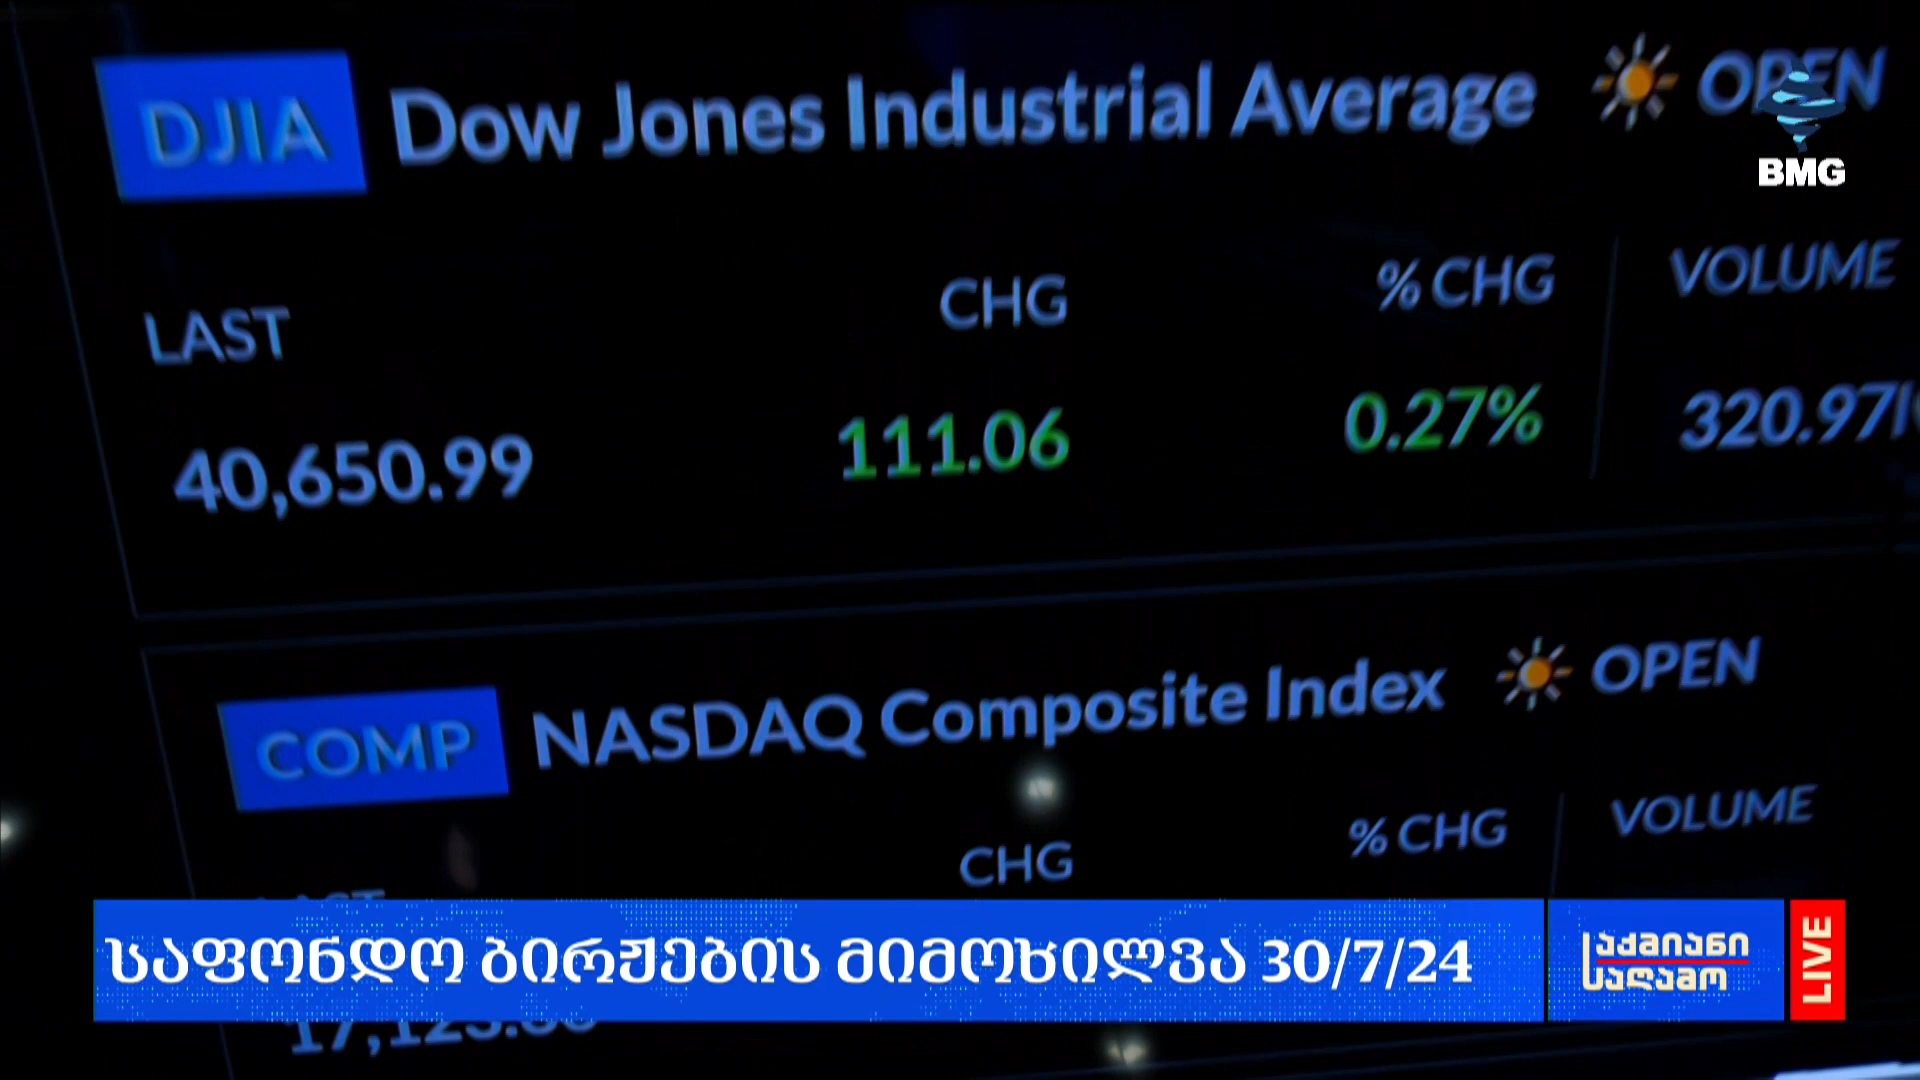 DJIA Dow Jones Industrial Average OPEN
BMG
LAST CHG % CHG VOLUME
40,650.99 111.06 0.27%
COMP NASDAQ Composite Index OPEN
CHG % CHG VOLUME
საფონდო ბირჟების მიმოხილვა 30/7/24
საქმიანი
საღამო
LIVE